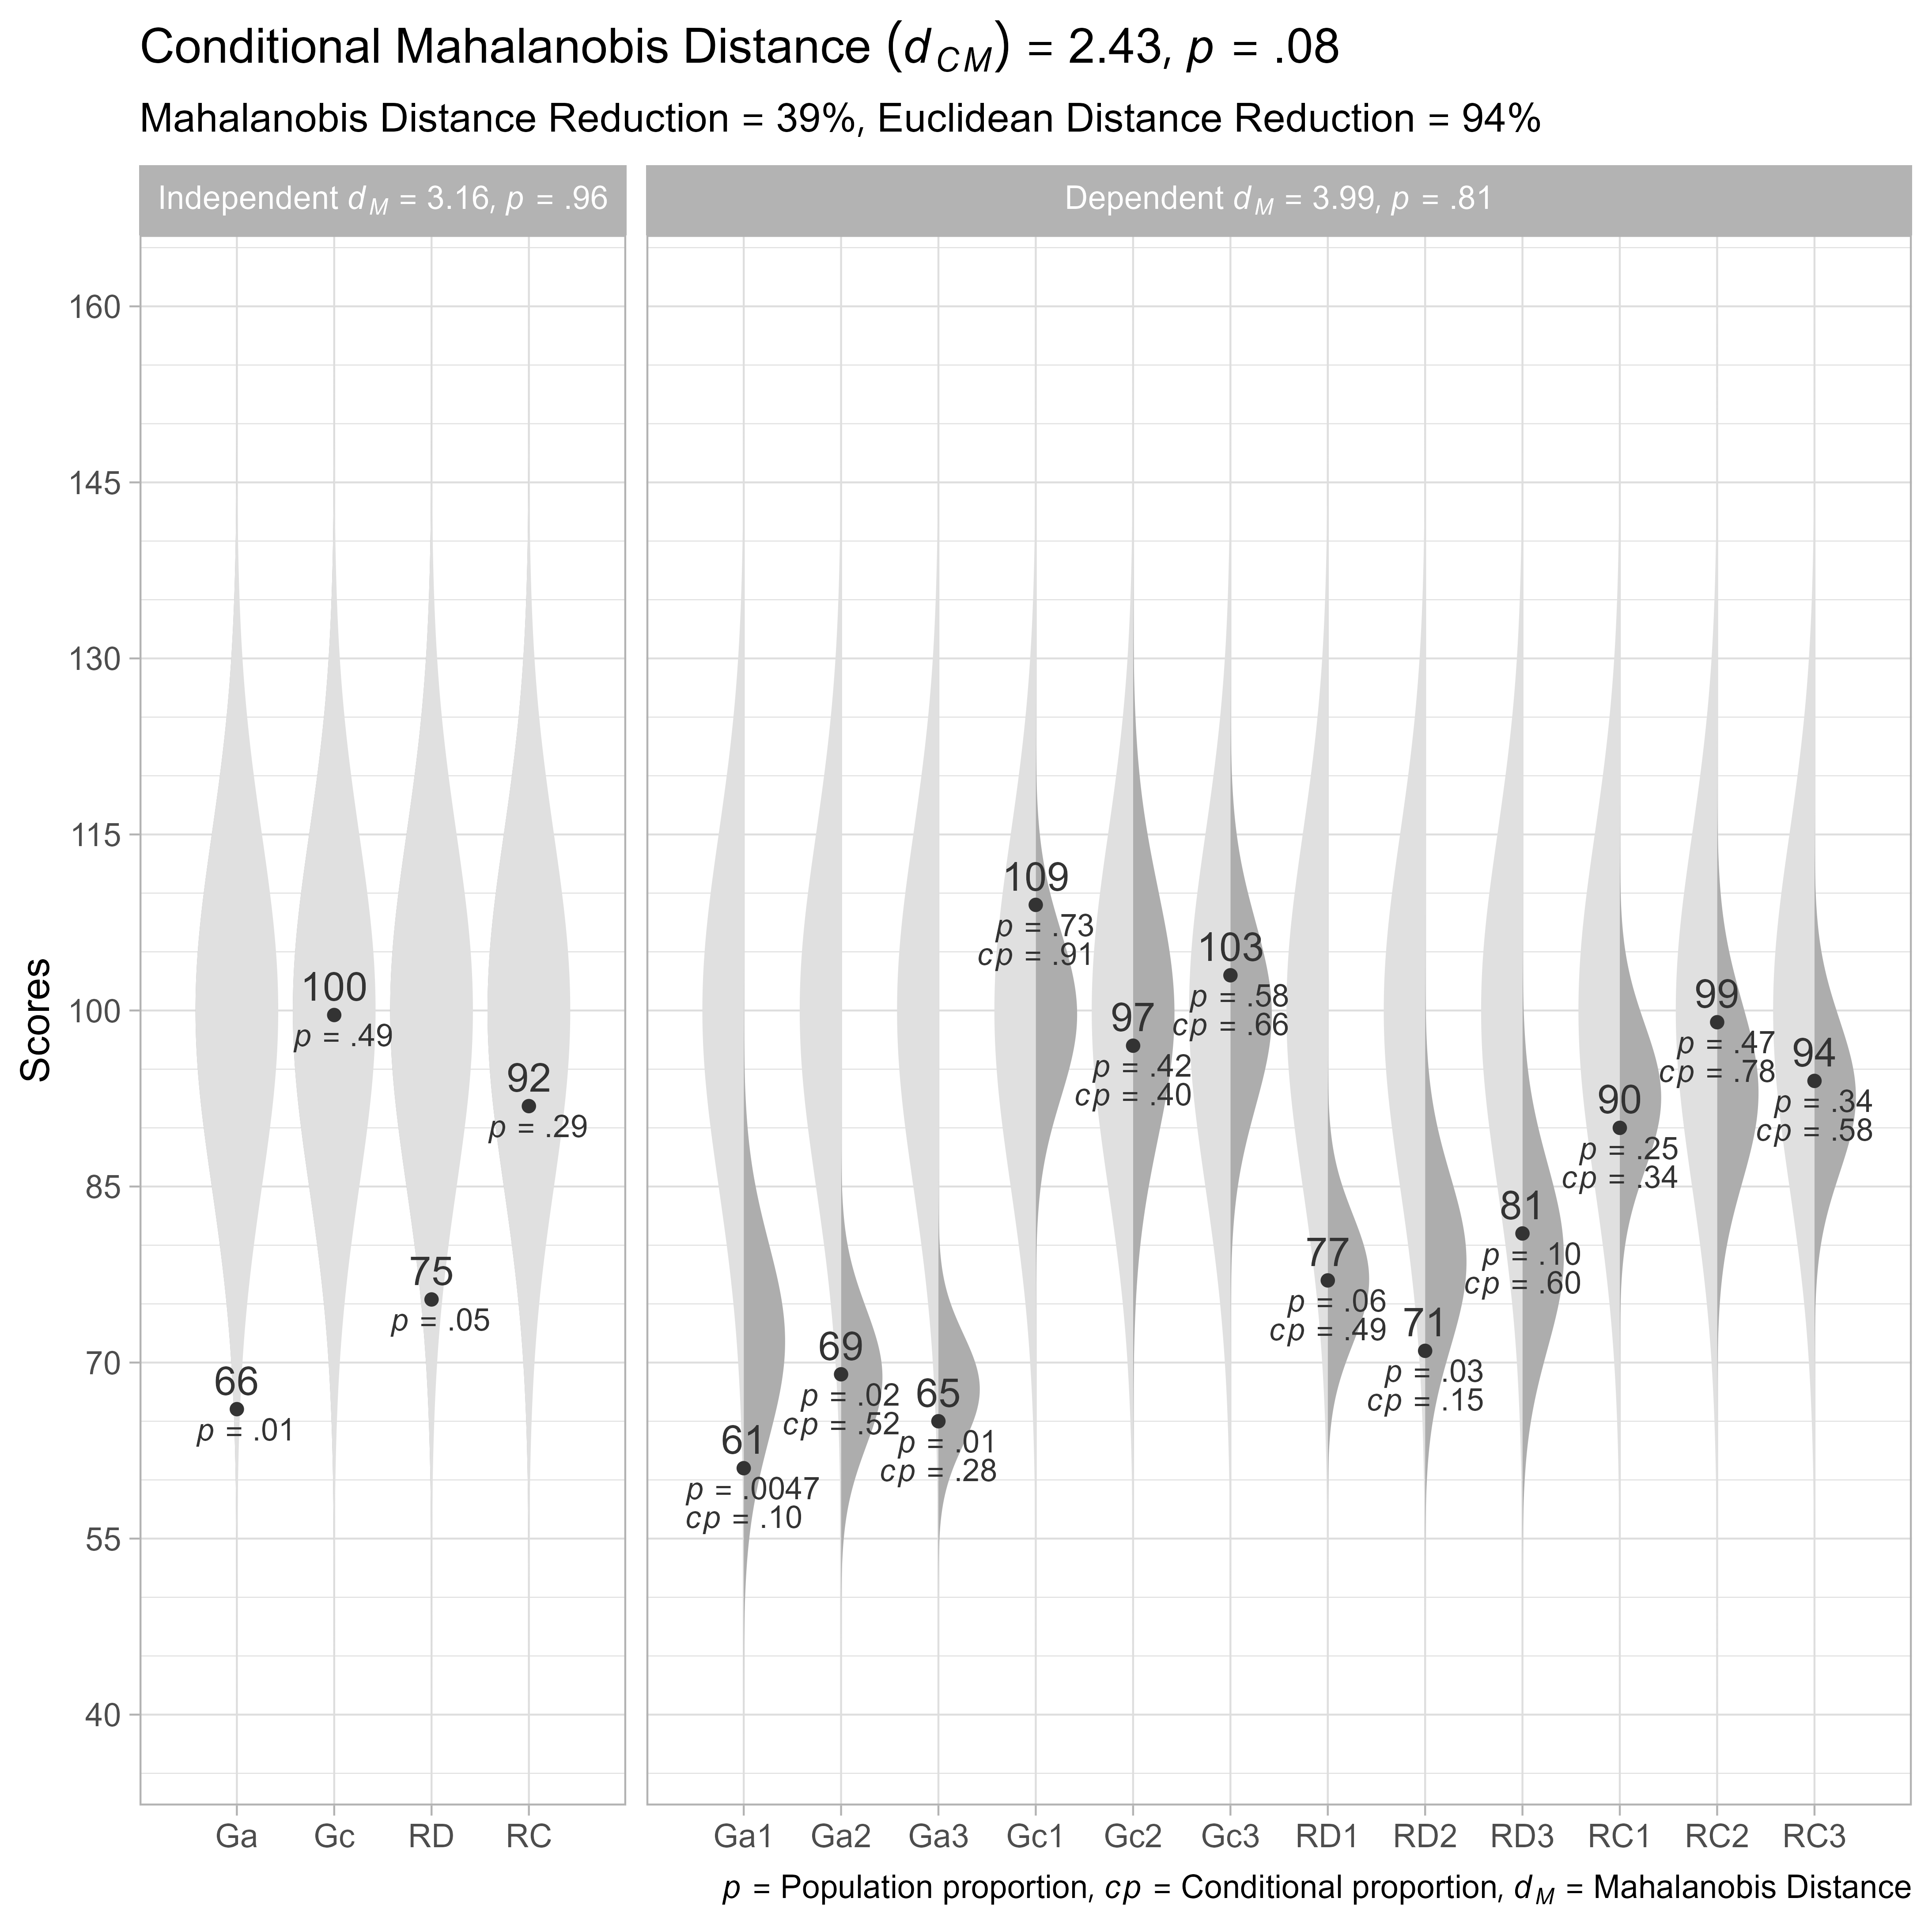 Conditional Mahalanobis Distance (d CM) = 2.43, p = .08
Mahalanobis Distance Reduction = 39%, Euclidean Distance Reduction = 94%
Independent d M = 3.16, p = .96
Dependent d M = 3.99, p = .81
Scores
160
145
130
115
100
85
70
55
40
66
p = .01
100
p = .49
75
p = .05
92
p = .29
61
p = .0047
cp = .10
69
p = .02
cp = .52
65
p = .01
cp = .28
109
p = .73
cp = .91
97
p = .42
cp = .40
103
p = .58
cp = .66
77
p = .06
cp = .49
71
p = .03
cp = .15
81
p = .10
cp = .60
90
p = .25
cp = .34
99
p = .47
cp = .78
94
p = .34
cp = .58
Ga Gc RD RC Ga1 Ga2 Ga3 Gc1 Gc2 Gc3 RD1 RD2 RD3 RC1 RC2 RC3
p = Population proportion, cp = Conditional proportion, d M = Mahalanobis Distance